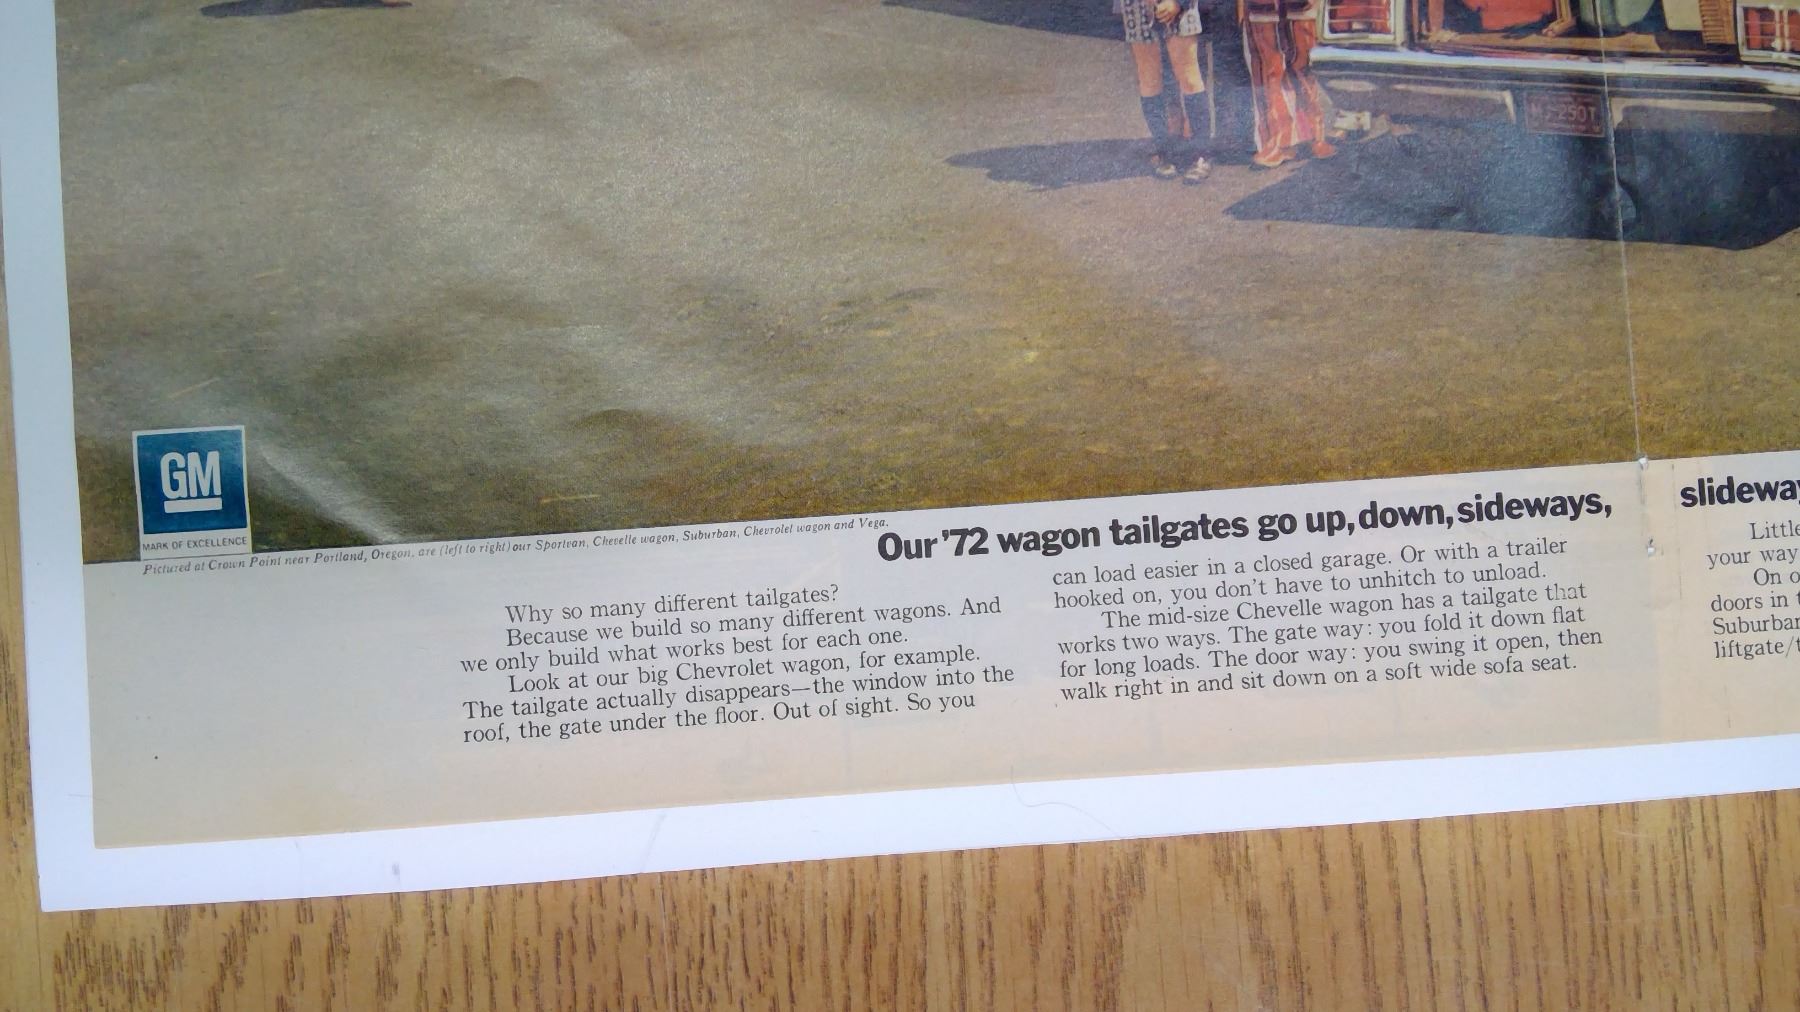 GM
MARK OF EXCELLENCE
Pictured at Crown Point near Portland, Oregon, are (left to right) our Sportvan, Chevelle wagon, Suburban, Chevrolet wagon and Vega.
Our '72 wagon tailgates go up, down, sideways,
Why so many different tailgates?
Because we build so many different wagons. And
we only build what works best for each one.
Look at our big Chevrolet wagon, for example.
The tailgate actually disappears—the window into the
roof, the gate under the floor. Out of sight. So you
can load easier in a closed garage. Or with a trailer
hooked on, you don't have to unhitch to unload.
The mid-size Chevelle wagon has a tailgate that
works two ways. The gate way: you fold it down flat
for long loads. The door way: you swing it open, then
walk right in and sit down on a soft wide sofa seat.
slideway
Little
your way
On o
doors in t
Suburban
liftgate/t